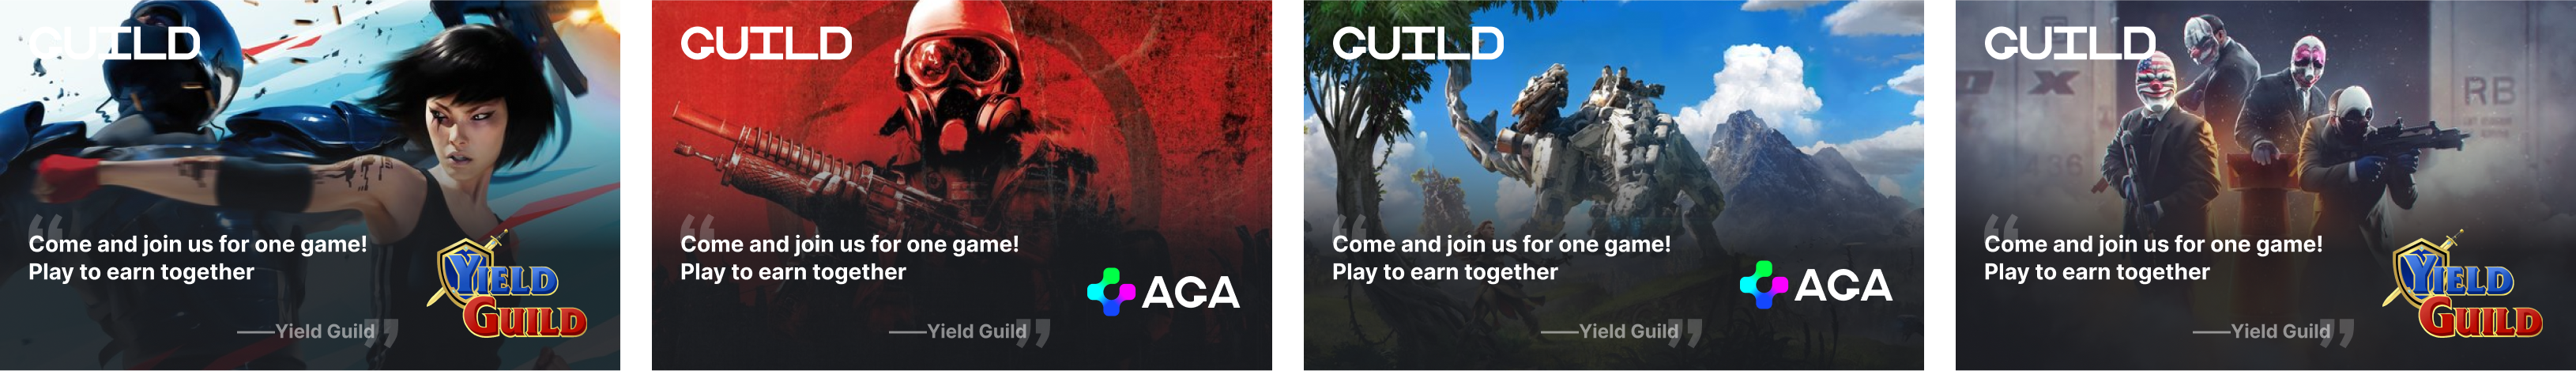 GUILD
“
Come and join us for one game!
Play to earn together
——Yield Guild”
YIELD
GUILD
GUILD
“
Come and join us for one game!
Play to earn together
——Yield Guild”
AGA
GUILD
“
Come and join us for one game!
Play to earn together
——Yield Guild”
AGA
GUILD
RB
“
Come and join us for one game!
Play to earn together
——Yield Guild”
YIELD
GUILD